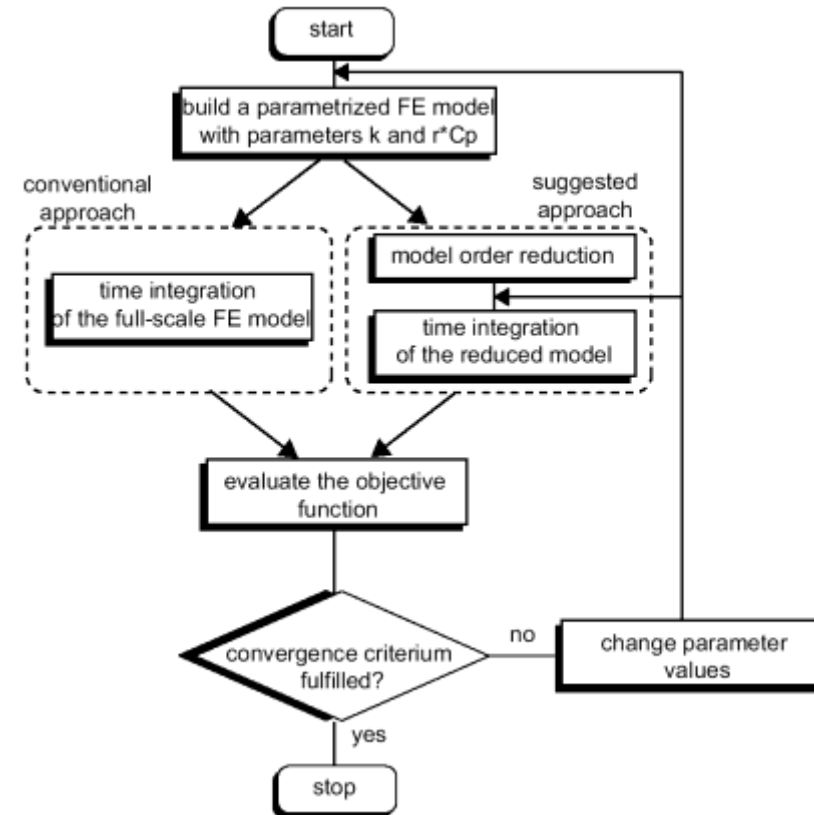 start
build a parametrized FE model
with parameters k and r*Cp
conventional
approach
suggested
approach
time integration
of the full-scale FE model
model order reduction
time integration
of the reduced model
evaluate the objective
function
convergence criterium
fulfilled?
no
change parameter
values
yes
stop